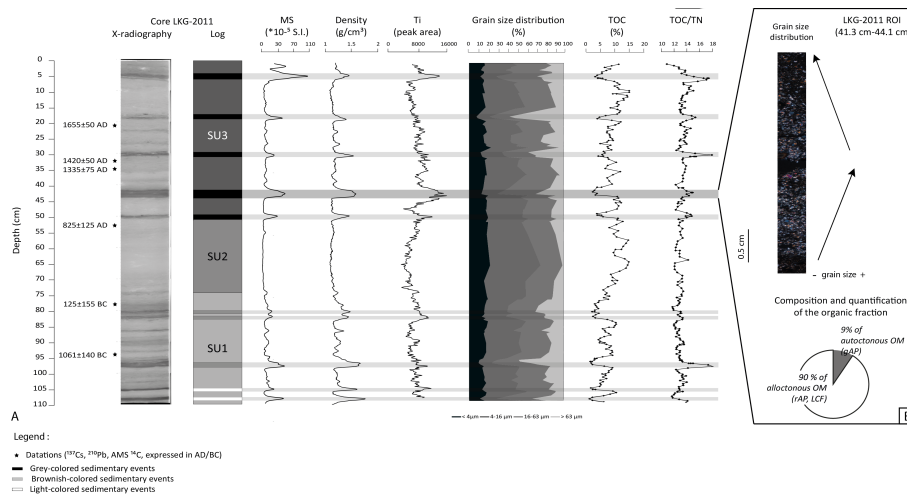 A
Core LKG-2011
X-radiography
Log
MS
(*10-5 S.I.)
0 30 110
Density
(g/cm³)
1 1.5 2
Ti
(peak area)
0 8000 16000
Grain size distribution
(%)
0 10 20 30 40 50 60 70 80 90 100
TOC
(%)
0 5 10 15 20
TOC/TN
10 12 14 16 18
Depth (cm)
0
5
10
15
20
25
30
35
40
45
50
55
60
65
70
75
80
85
90
95
100
105
110
1655±50 AD
1420±50 AD
1335±75 AD
825±125 AD
125±155 BC
1061±140 BC
SU3
SU2
SU1
< 4µm 4-16 µm 16-63 µm > 63 µm
Grain size
distribution
LKG-2011 ROI
(41.3 cm-44.1 cm
0.5 cm
- grain size +
Composition and quantification
of the organic fraction
9% of
autoctonous OM
(gAP)
90 % of
alloctonous OM
(rAP, LCF)
Legend :
Datations (¹³⁷Cs, ²¹⁰Pb, AMS ¹⁴C, expressed in AD/BC)
Grey-colored sedimentary events
Brownish-colored sedimentary events
Light-colored sedimentary events